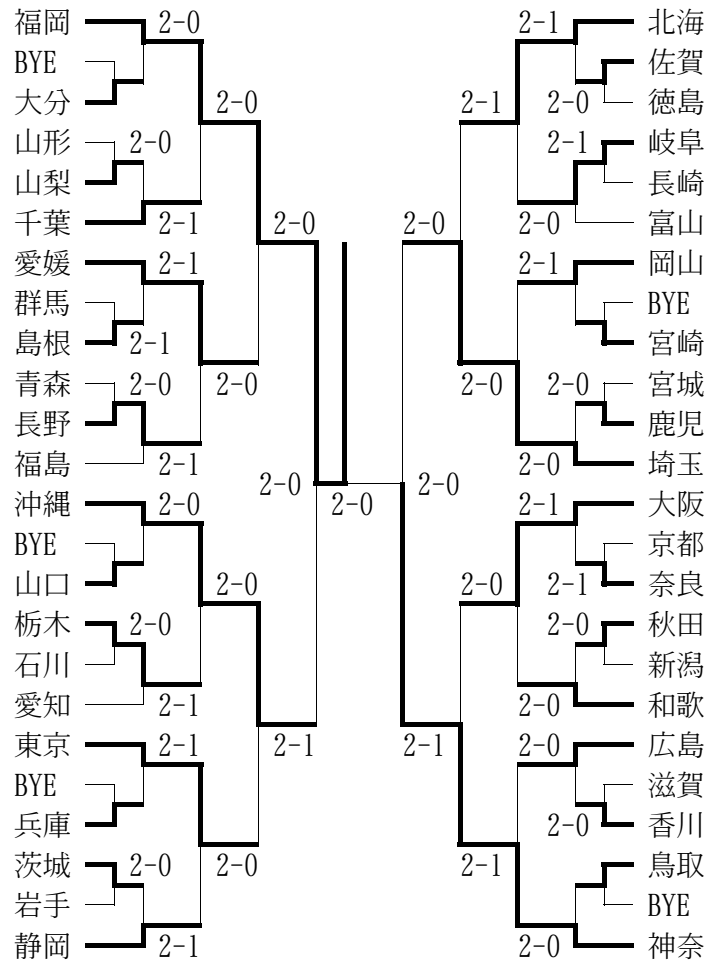 福岡 2-0 2-1 北海
BYE 佐賀
大分 2-0 2-1 2-0 徳島
山形 2-0 2-1 岐阜
山梨 長崎
千葉 2-1 2-0 2-0 2-0 富山
愛媛 2-1 2-1 岡山
群馬 BYE
島根 2-1 宮崎
青森 2-0 2-0 2-0 2-0 宮城
長野 鹿児
福島 2-1 2-0 埼玉
沖縄 2-0 2-0 2-0 2-0 2-1 大阪
BYE 京都
山口 2-0 2-0 2-1 奈良
栃木 2-0 2-0 秋田
石川 新潟
愛知 2-1 2-0 和歌
東京 2-1 2-1 2-1 2-0 広島
BYE 滋賀
兵庫 2-0 香川
茨城 2-0 2-0 2-1 鳥取
岩手 BYE
静岡 2-1 2-0 神奈